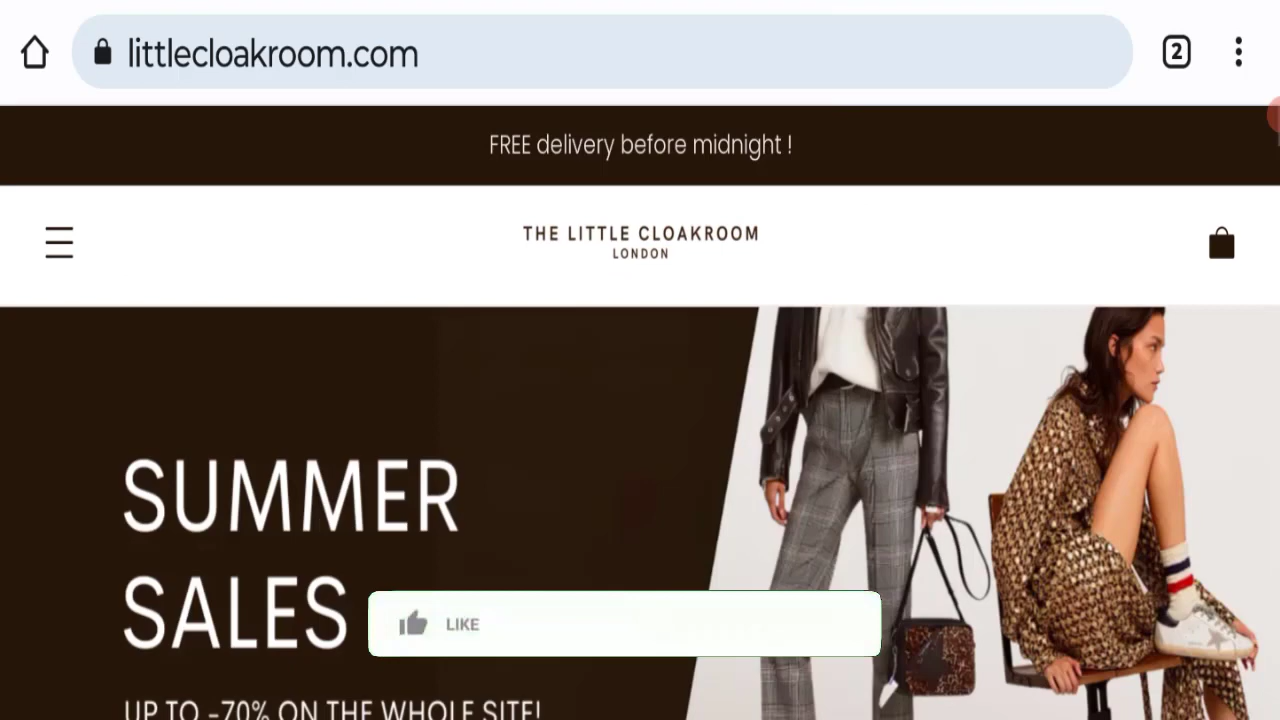 littlecloakroom.com
2
FREE delivery before midnight !
THE LITTLE CLOAKROOM
LONDON
SUMMER
SALES
LIKE
UP TO -70% ON THE WHOLE SITE!